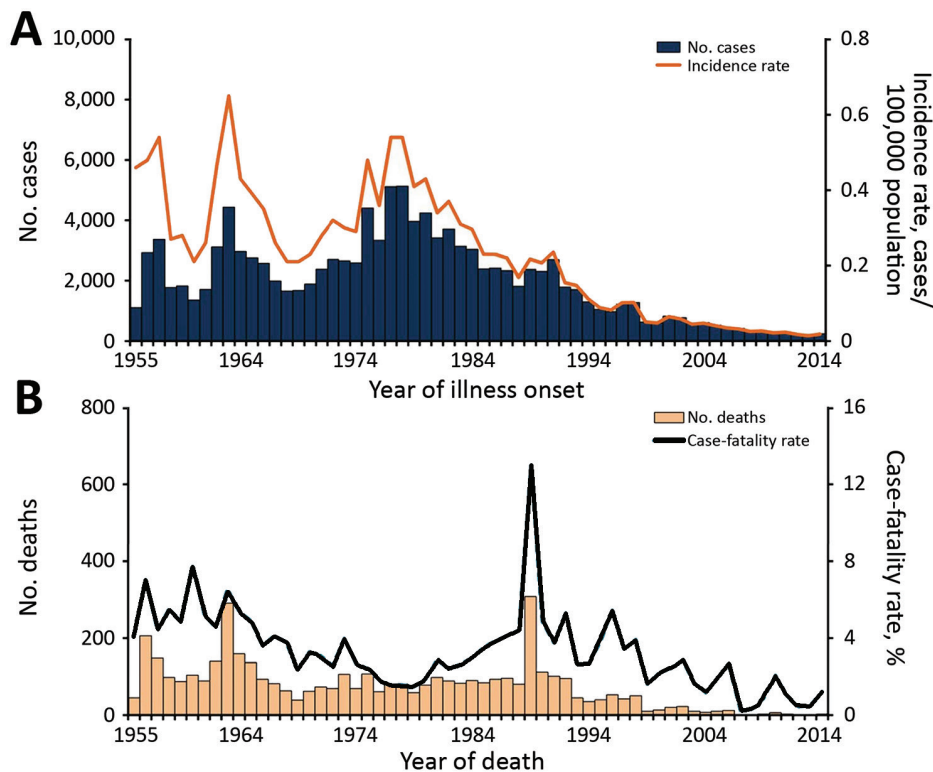 A
10,000
8,000
6,000
4,000
2,000
0
No. cases
0.8
0.6
0.4
0.2
0
Incidence rate, cases/
100,000 population
No. cases
Incidence rate
1955 1964 1974 1984 1994 2004 2014
Year of illness onset
B
800
600
400
200
0
No. deaths
16
12
8
4
0
Case-fatality rate, %
No. deaths
Case-fatality rate
1955 1964 1974 1984 1994 2004 2014
Year of death